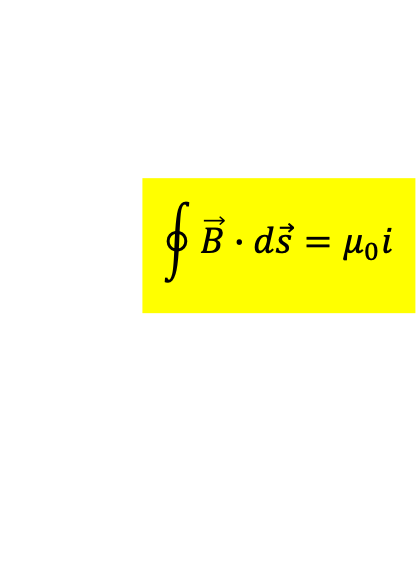 ∮ B⃗ · ds⃗ = μ₀i